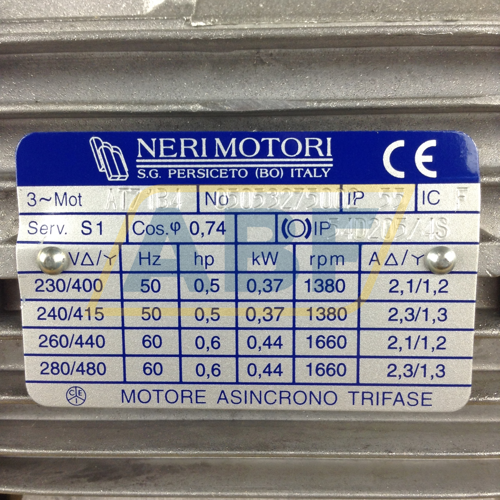 NERI MOTORI
S.G. PERSICETO (BO) ITALY
CE
3~Mot No IP 55 IC F
Serv. S1 Cos.φ 0,74 IP
V∆/Y Hz hp kW rpm A ∆/Y
230/400 50 0,5 0,37 1380 2,1/1,2
240/415 50 0,5 0,37 1380 2,3/1,3
260/440 60 0,6 0,44 1660 2,1/1,2
280/480 60 0,6 0,44 1660 2,3/1,3
MOTORE ASINCRONO TRIFASE
ABF